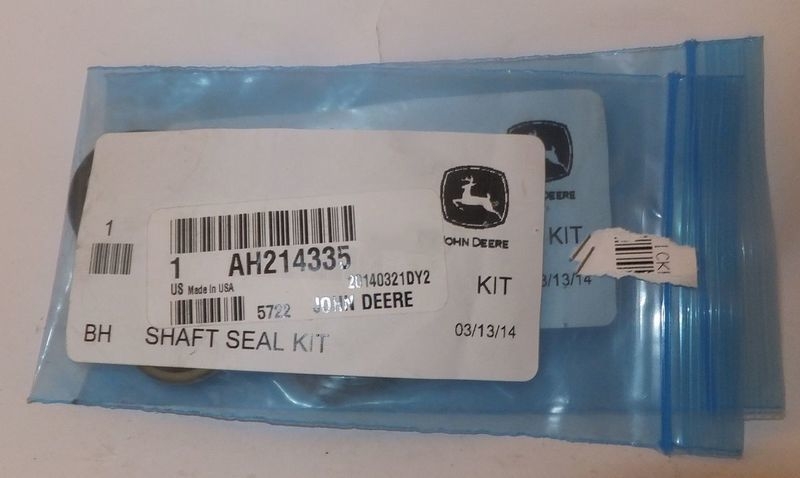 JOHN DEERE
1
1 AH214335
US Made In USA
20140321DY2
5722 JOHN DEERE
KIT
BH SHAFT SEAL KIT
03/13/14
DEERE
KIT
3/13/14